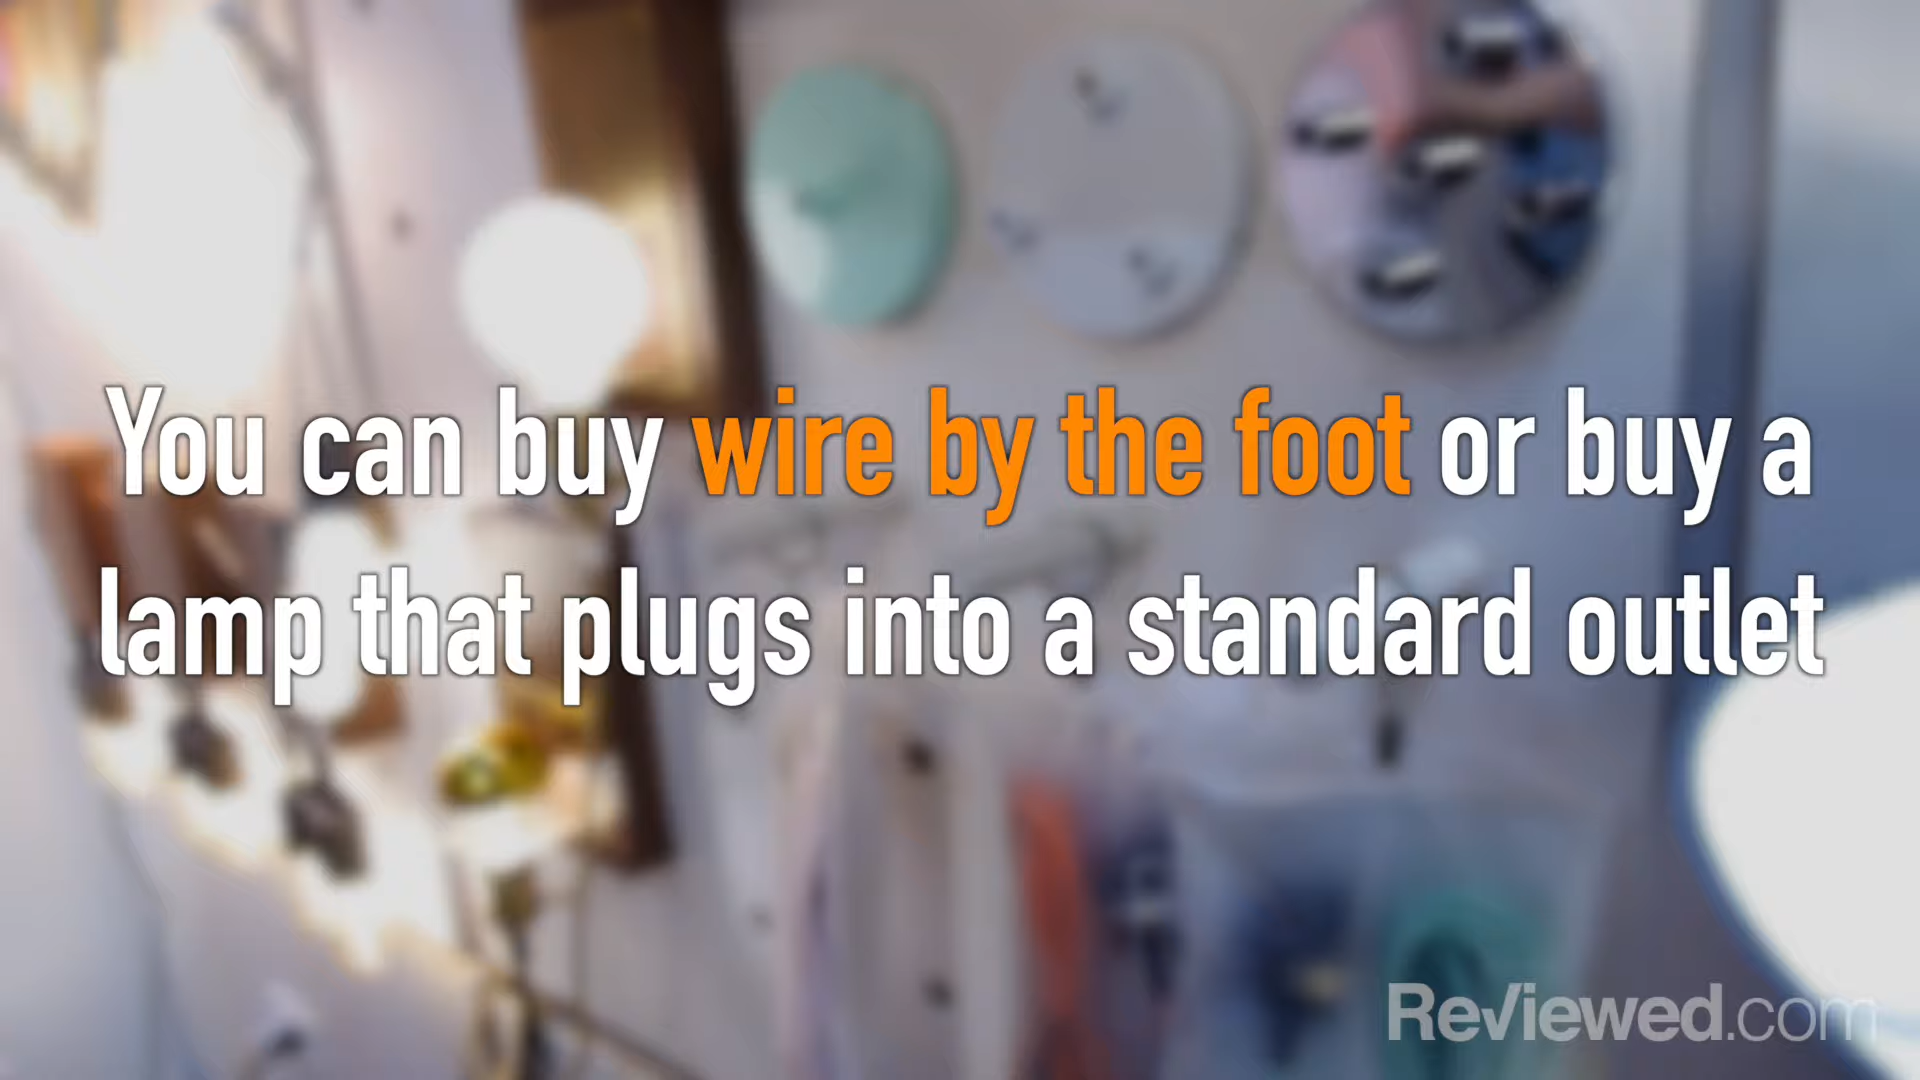 You can buy wire by the foot or buy a
lamp that plugs into a standard outlet
Reviewed.com